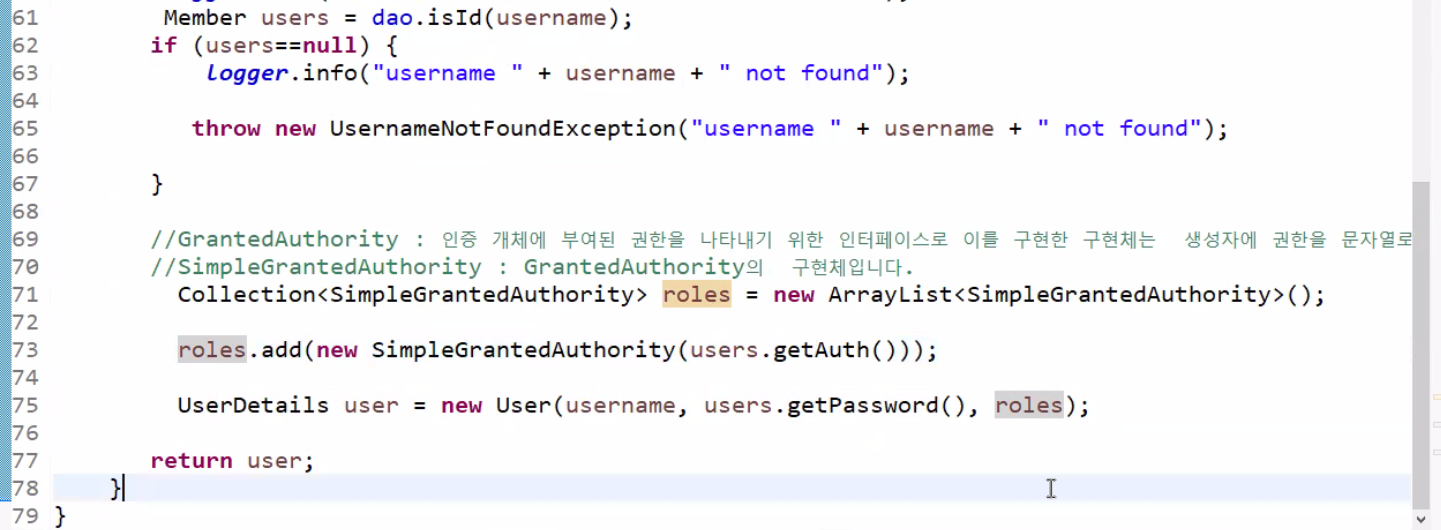 61 Member users = dao.isId(username);
62 if (users==null) {
63 logger.info("username " + username + " not found");
64
65 throw new UsernameNotFoundException("username " + username + " not found");
66
67 }
68
69 //GrantedAuthority : 인증 개체에 부여된 권한을 나타내기 위한 인터페이스로 이를 구현한 구현체는 생성자에 권한을 문자열로
70 //SimpleGrantedAuthority : GrantedAuthority의 구현체입니다.
71 Collection<SimpleGrantedAuthority> roles = new ArrayList<SimpleGrantedAuthority>();
72
73 roles.add(new SimpleGrantedAuthority(users.getAuth()));
74
75 UserDetails user = new User(username, users.getPassword(), roles);
76
77 return user;
78 }
79 }